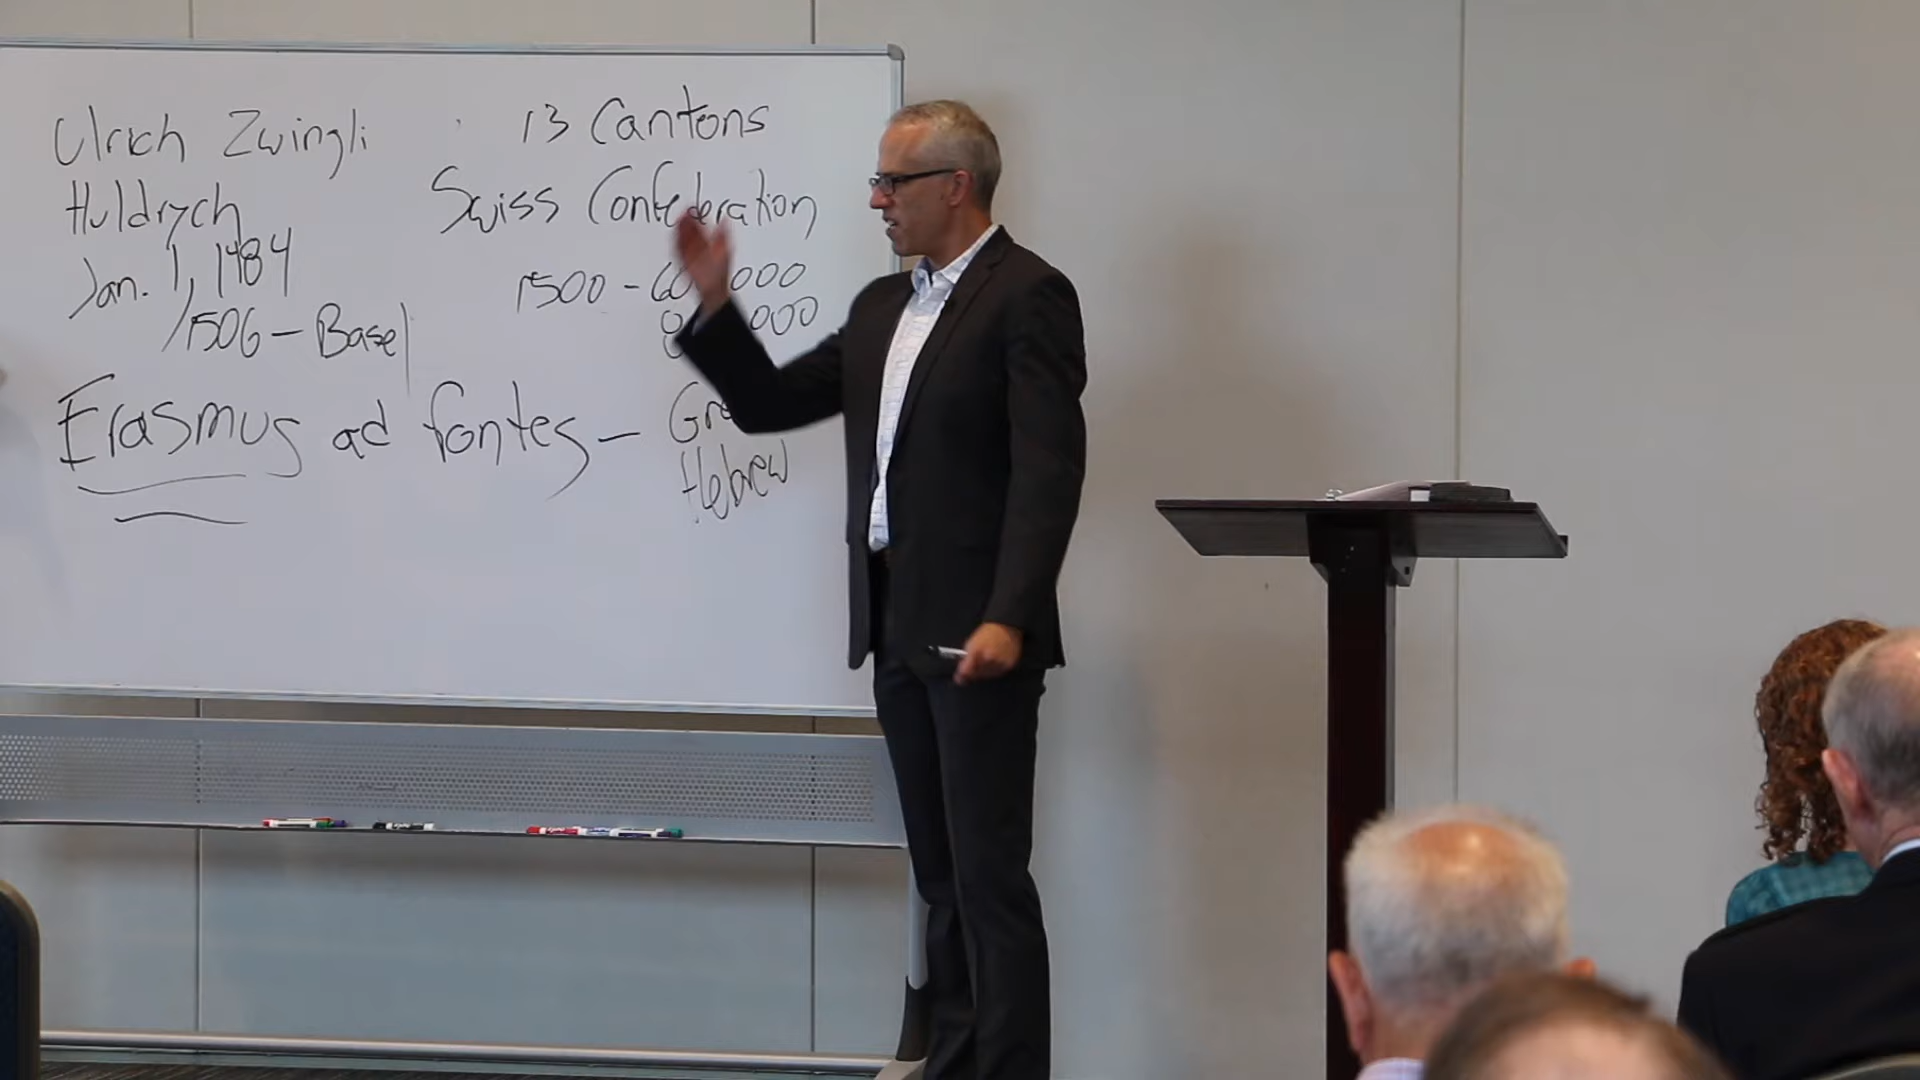 Ulrich Zwingli
Huldrych
Jan. 1, 1484
1506 - Basel
13 Cantons
Swiss Confederation
1500 -
Erasmus ad fontes -
Hebrew